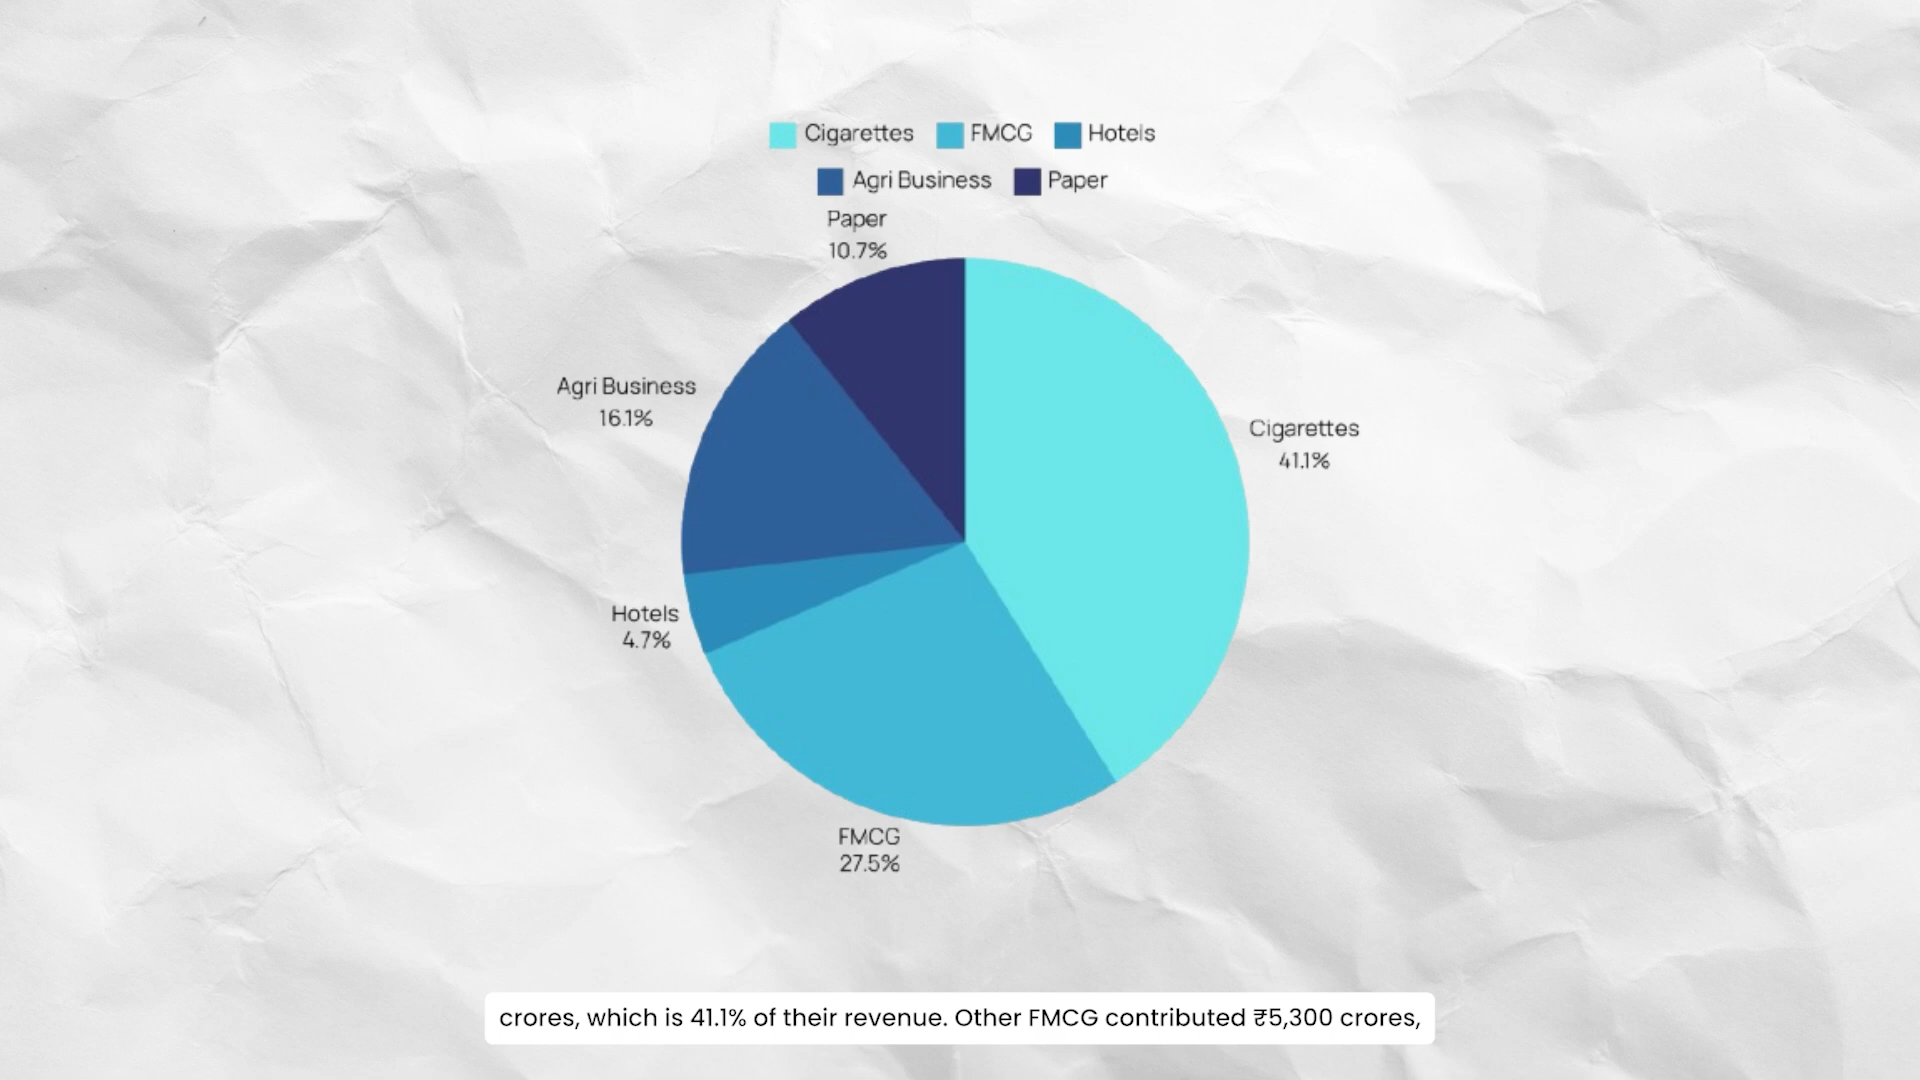 Cigarettes FMCG Hotels
Agri Business Paper
Paper
10.7%
Agri Business
16.1%
Cigarettes
41.1%
Hotels
4.7%
FMCG
27.5%
crores, which is 41.1% of their revenue. Other FMCG contributed ₹5,300 crores,